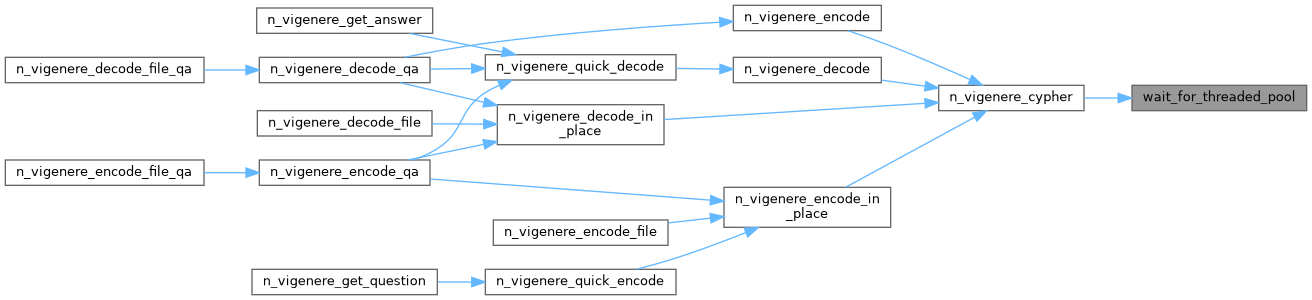 n_vigenere_get_answer
n_vigenere_encode
n_vigenere_decode_file_qa
n_vigenere_decode_qa
n_vigenere_quick_decode
n_vigenere_decode
n_vigenere_cypher
wait_for_threaded_pool
n_vigenere_decode_file
n_vigenere_decode_in
_place
n_vigenere_encode_file_qa
n_vigenere_encode_qa
n_vigenere_encode_in
_place
n_vigenere_encode_file
n_vigenere_get_question
n_vigenere_quick_encode